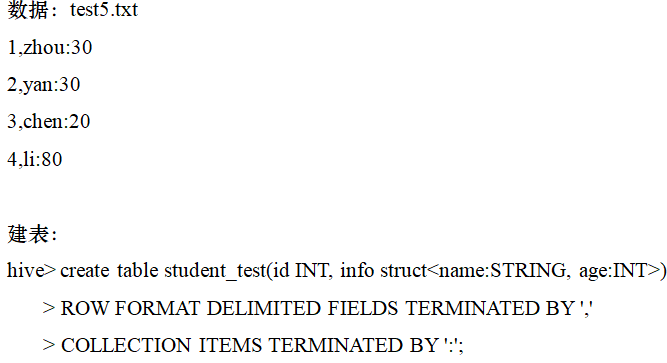 数据：test5.txt
1,zhou:30
2,yan:30
3,chen:20
4,li:80
建表：
hive> create table student_test(id INT, info struct<name:STRING, age:INT>)
> ROW FORMAT DELIMITED FIELDS TERMINATED BY ','
> COLLECTION ITEMS TERMINATED BY ':';